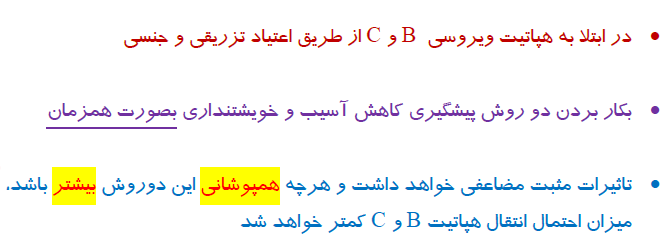 • در ابتلا به هپاتیت ویروسی B و C از طریق اعتیاد تزریقی و جنسی
• بکار بردن دو روش پیشگیری کاهش آسیب و خویشتنداری بصورت همزمان
• تاثیرات مثبت مضاعفی خواهد داشت و هرچه همپوشانی این دوروش بیشتر باشد،
میزان احتمال انتقال هپاتیت B و C کمتر خواهد شد